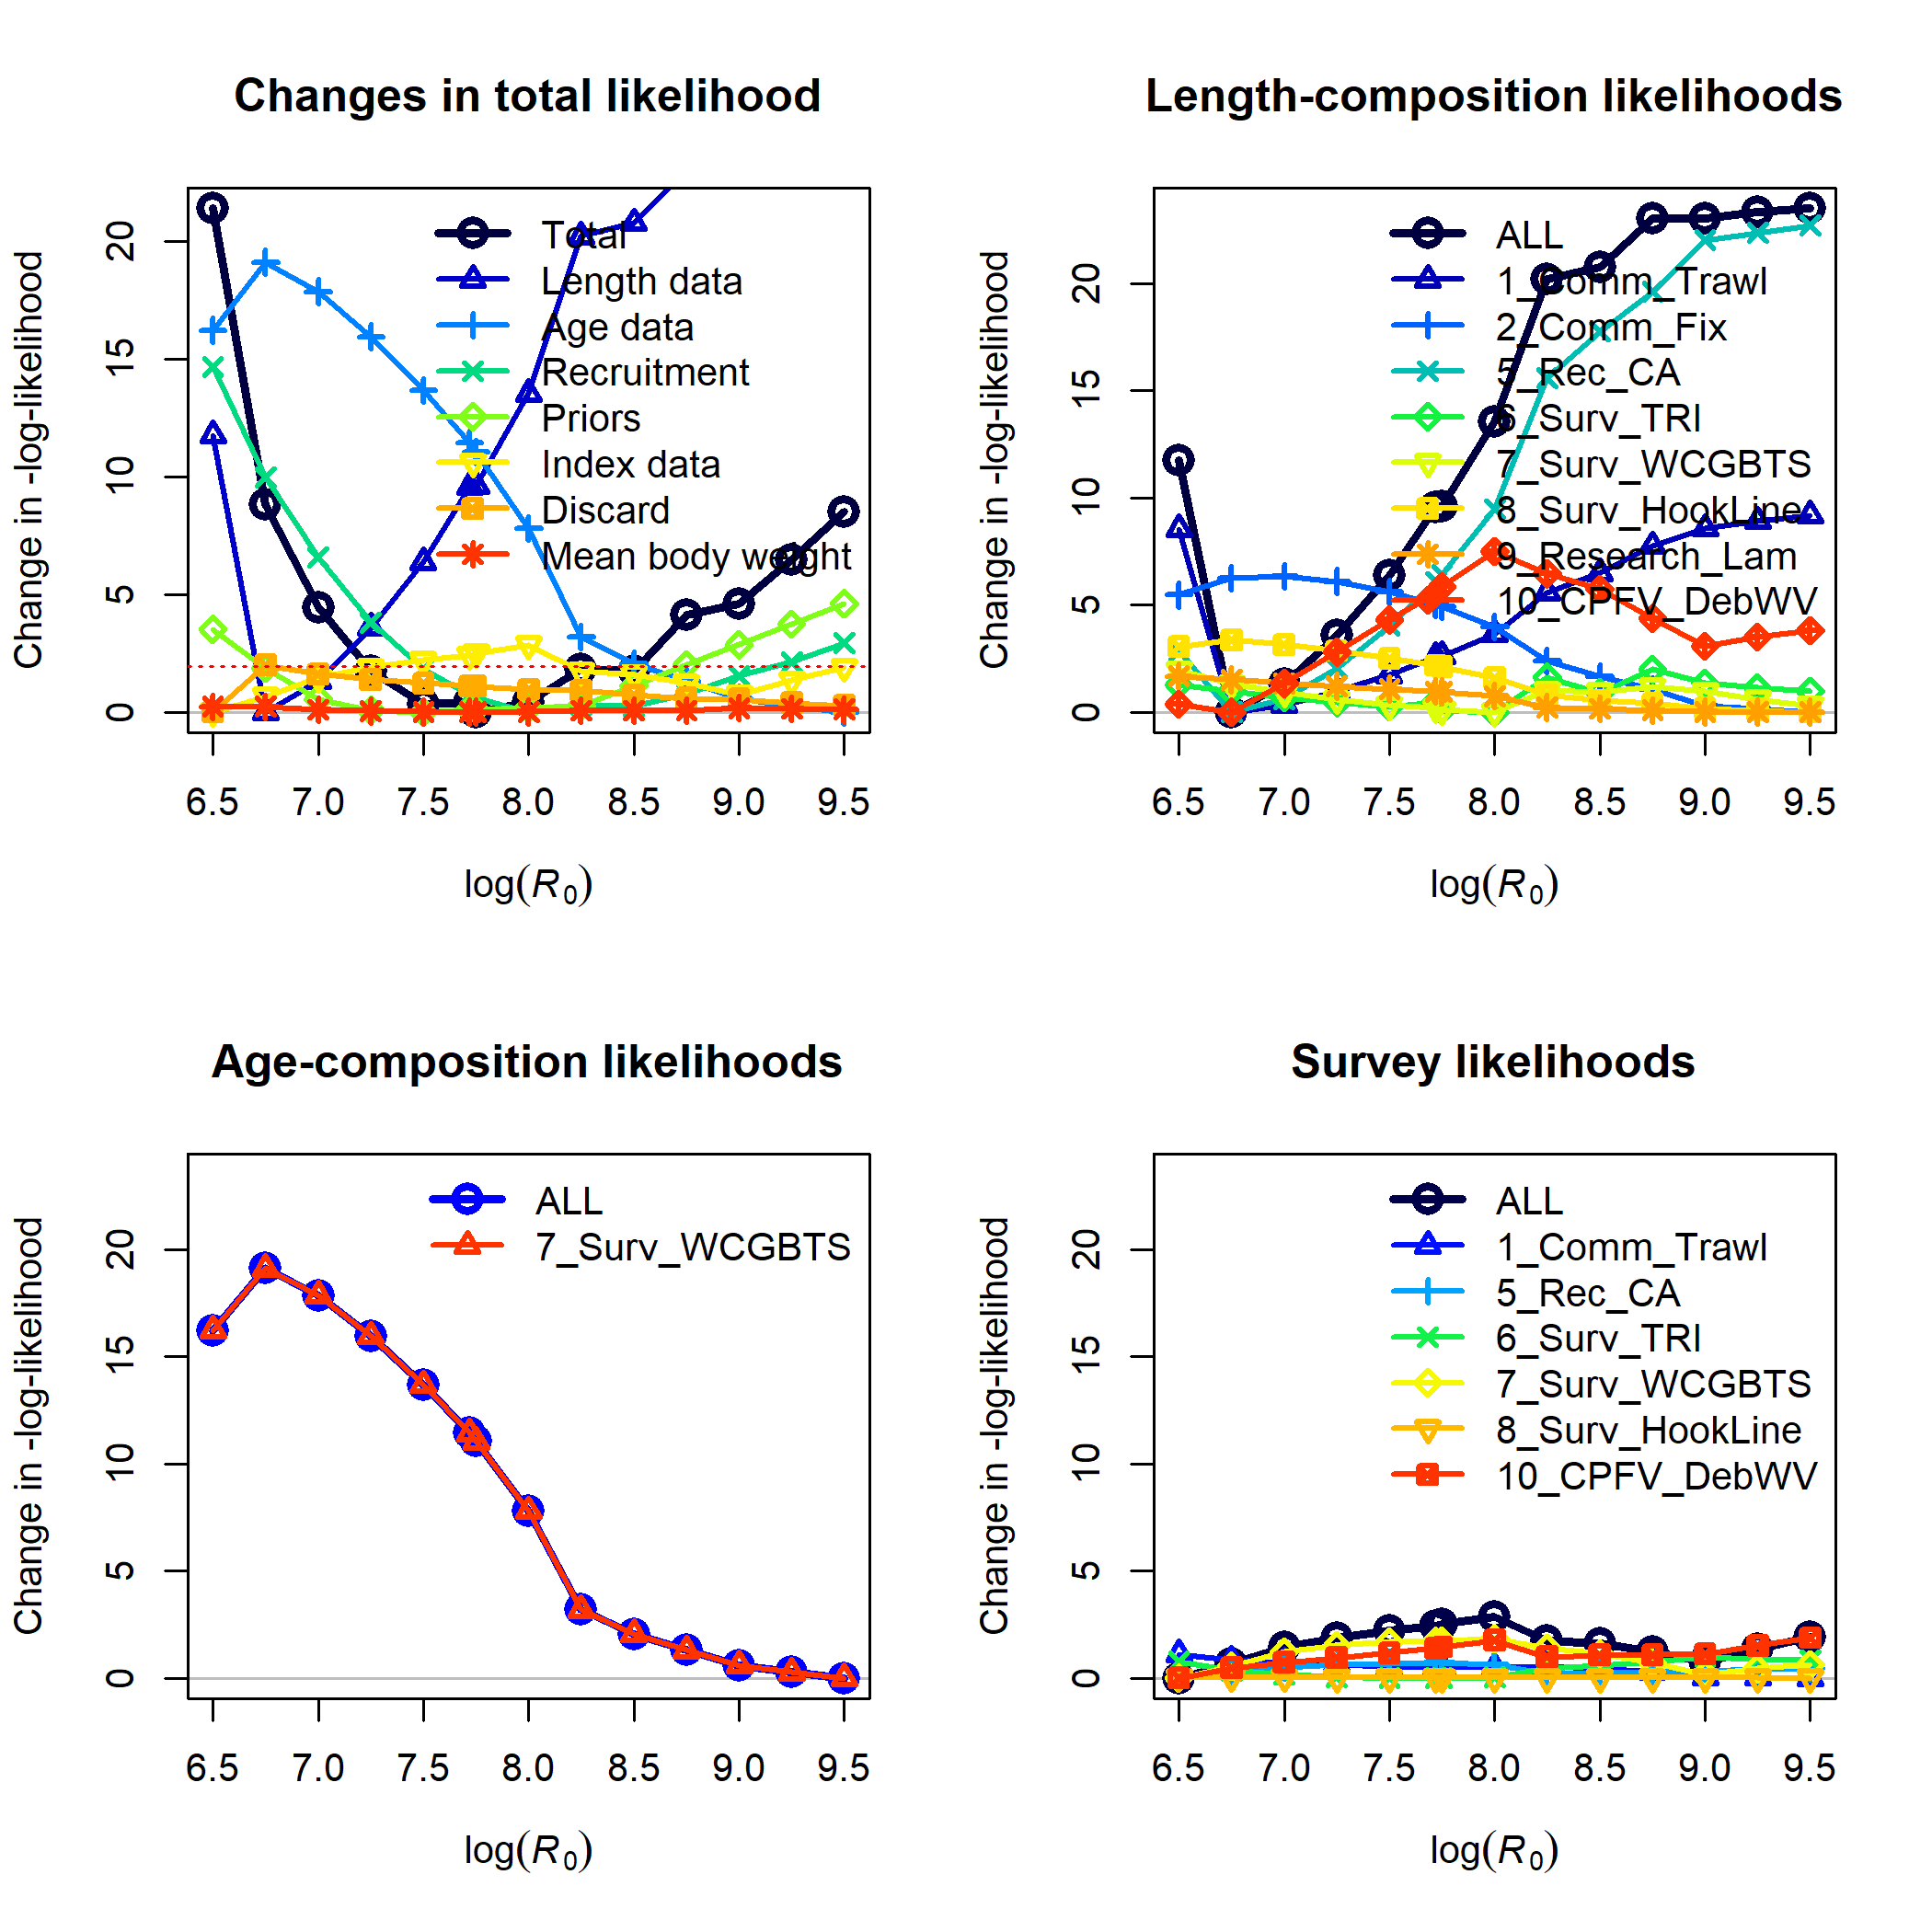 Changes in total likelihood
Change in -log-likelihood
20
15
10
5
0
Total
Length data
Age data
Recruitment
Priors
Index data
Discard
Mean body weight
6.5 7.0 7.5 8.0 8.5 9.0 9.5
log(R0)
Length-composition likelihoods
Change in -log-likelihood
20
15
10
5
0
ALL
1_Comm_Trawl
2_Comm_Fix
5_Rec_CA
6_Surv_TRI
7_Surv_WCGBTS
8_Surv_HookLine
9_Research_Lam
10_CPFV_DebWV
6.5 7.0 7.5 8.0 8.5 9.0 9.5
log(R0)
Age-composition likelihoods
Change in -log-likelihood
20
15
10
5
0
ALL
7_Surv_WCGBTS
6.5 7.0 7.5 8.0 8.5 9.0 9.5
log(R0)
Survey likelihoods
Change in -log-likelihood
20
15
10
5
0
ALL
1_Comm_Trawl
5_Rec_CA
6_Surv_TRI
7_Surv_WCGBTS
8_Surv_HookLine
10_CPFV_DebWV
6.5 7.0 7.5 8.0 8.5 9.0 9.5
log(R0)